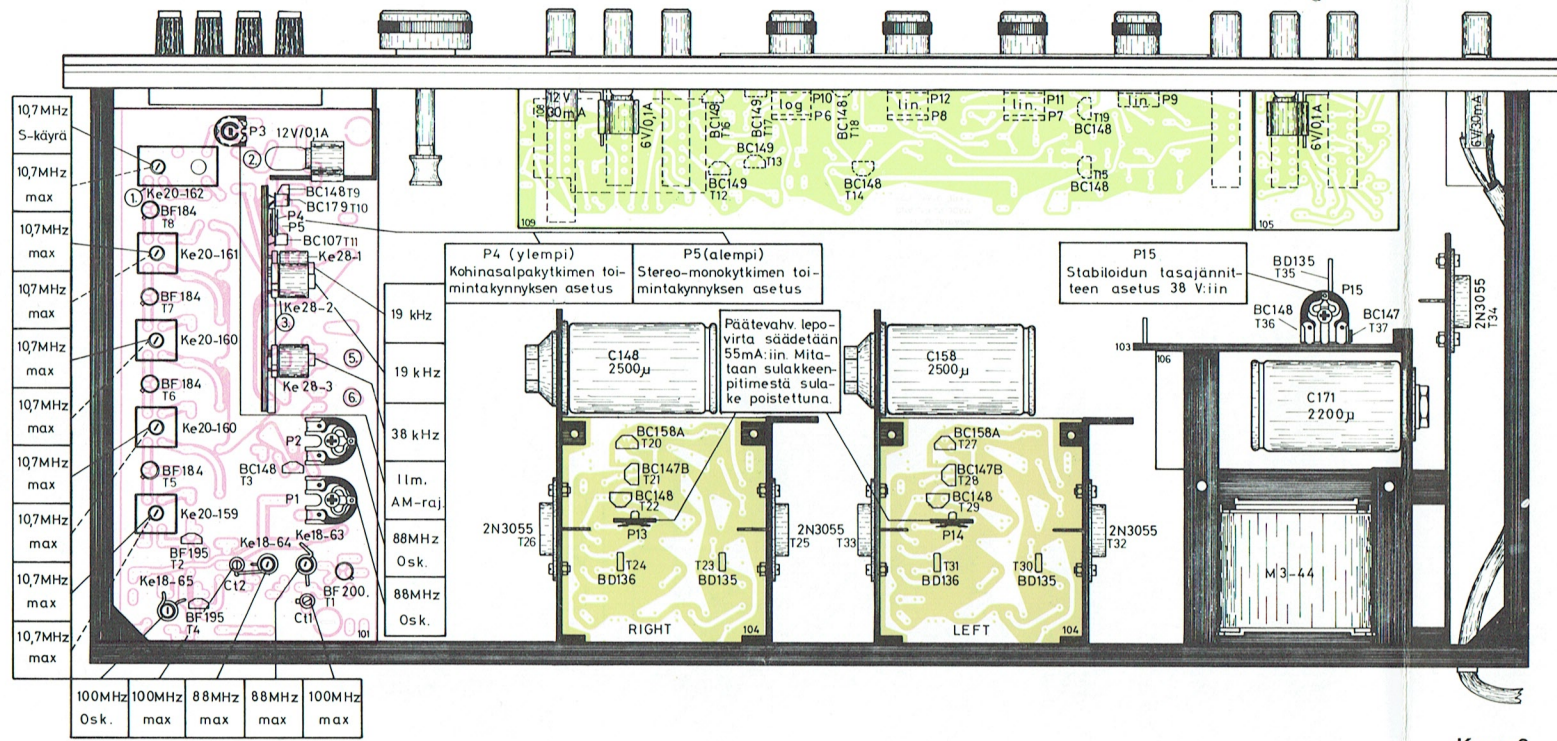 10,7MHz
S-käyrä
10,7MHz
max
10,7MHz
max
10,7MHz
max
10,7MHz
max
10,7MHz
max
10,7MHz
max
10,7MHz
max
10,7MHz
max
10,7MHz
max
100MHz
Osk.
100MHz
max
88MHz
max
88MHz
max
100MHz
max
P3
12V/0,1A
2.
1.
Ke20-162
BF184
T8
Ke20-161
BF184
T7
Ke20-160
BF184
T6
Ke20-160
BF184
T5
Ke20-159
BF195
T2
Ke18-65
BF195
T4
Ct2
Ke18-64
Ke18-63
BF200.
T1
Ct1
101
BC148
T3
P2
P1
BC148 T9
BC179 T10
P4
P5
BC107 T11
Ke28-1
Ke28-2
3.
Ke28-3
5.
6.
19 kHz
19 kHz
38 kHz
Ilm.
AM-raj.
88MHz
Osk.
88MHz
Osk.
P4 (ylempi)
Kohinasalpakytkimen toi-
mintakynnyksen asetus
P5 (alempi)
Stereo-monokytkimen toi-
mintakynnyksen asetus
108
12V
30mA
6V/0,1A
BC148
T16
BC149
T17
log
P10
P6
BC148
T18
lin.
P12
P8
lin.
P11
P7
T19
BC148
lin
P9
6V/0,1A
6V/30mA
BC149
T12
BC149
T13
BC148
T14
T15
BC148
109
105
P15
Stabiloidun tasajännit-
teen asetus 38 V:iin
BD135
T35
P15
BC148
T36
BC147
T37
2N3055
T34
103
106
C171
2200µ
M3-44
C148
2500µ
Päätevahv. lepo-
virta säädetään
55mA:iin. Mita-
taan sulakkeen-
pitimestä sula-
ke poistettuna.
C158
2500µ
BC158A
T20
BC147B
T21
BC148
T22
P13
T24
BD136
T23
BD135
2N3055
T26
2N3055
T25
RIGHT
104
BC158A
T27
BC147B
T28
BC148
T29
P14
T31
BD136
T30
BD135
T33
2N3055
T32
LEFT
104